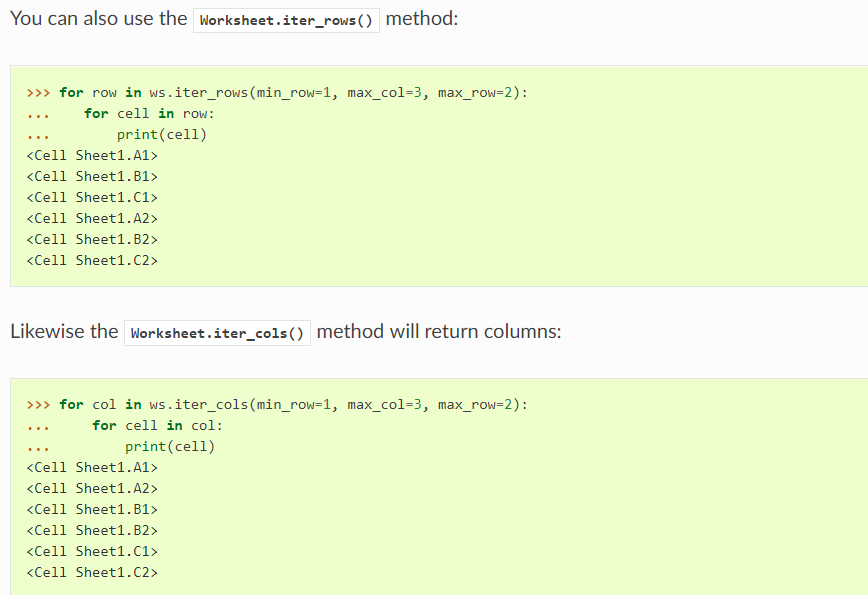 You can also use the Worksheet.iter_rows() method:
>>> for row in ws.iter_rows(min_row=1, max_col=3, max_row=2):
...    for cell in row:
...        print(cell)
<Cell Sheet1.A1>
<Cell Sheet1.B1>
<Cell Sheet1.C1>
<Cell Sheet1.A2>
<Cell Sheet1.B2>
<Cell Sheet1.C2>
Likewise the Worksheet.iter_cols() method will return columns:
>>> for col in ws.iter_cols(min_row=1, max_col=3, max_row=2):
...     for cell in col:
...         print(cell)
<Cell Sheet1.A1>
<Cell Sheet1.A2>
<Cell Sheet1.B1>
<Cell Sheet1.B2>
<Cell Sheet1.C1>
<Cell Sheet1.C2>